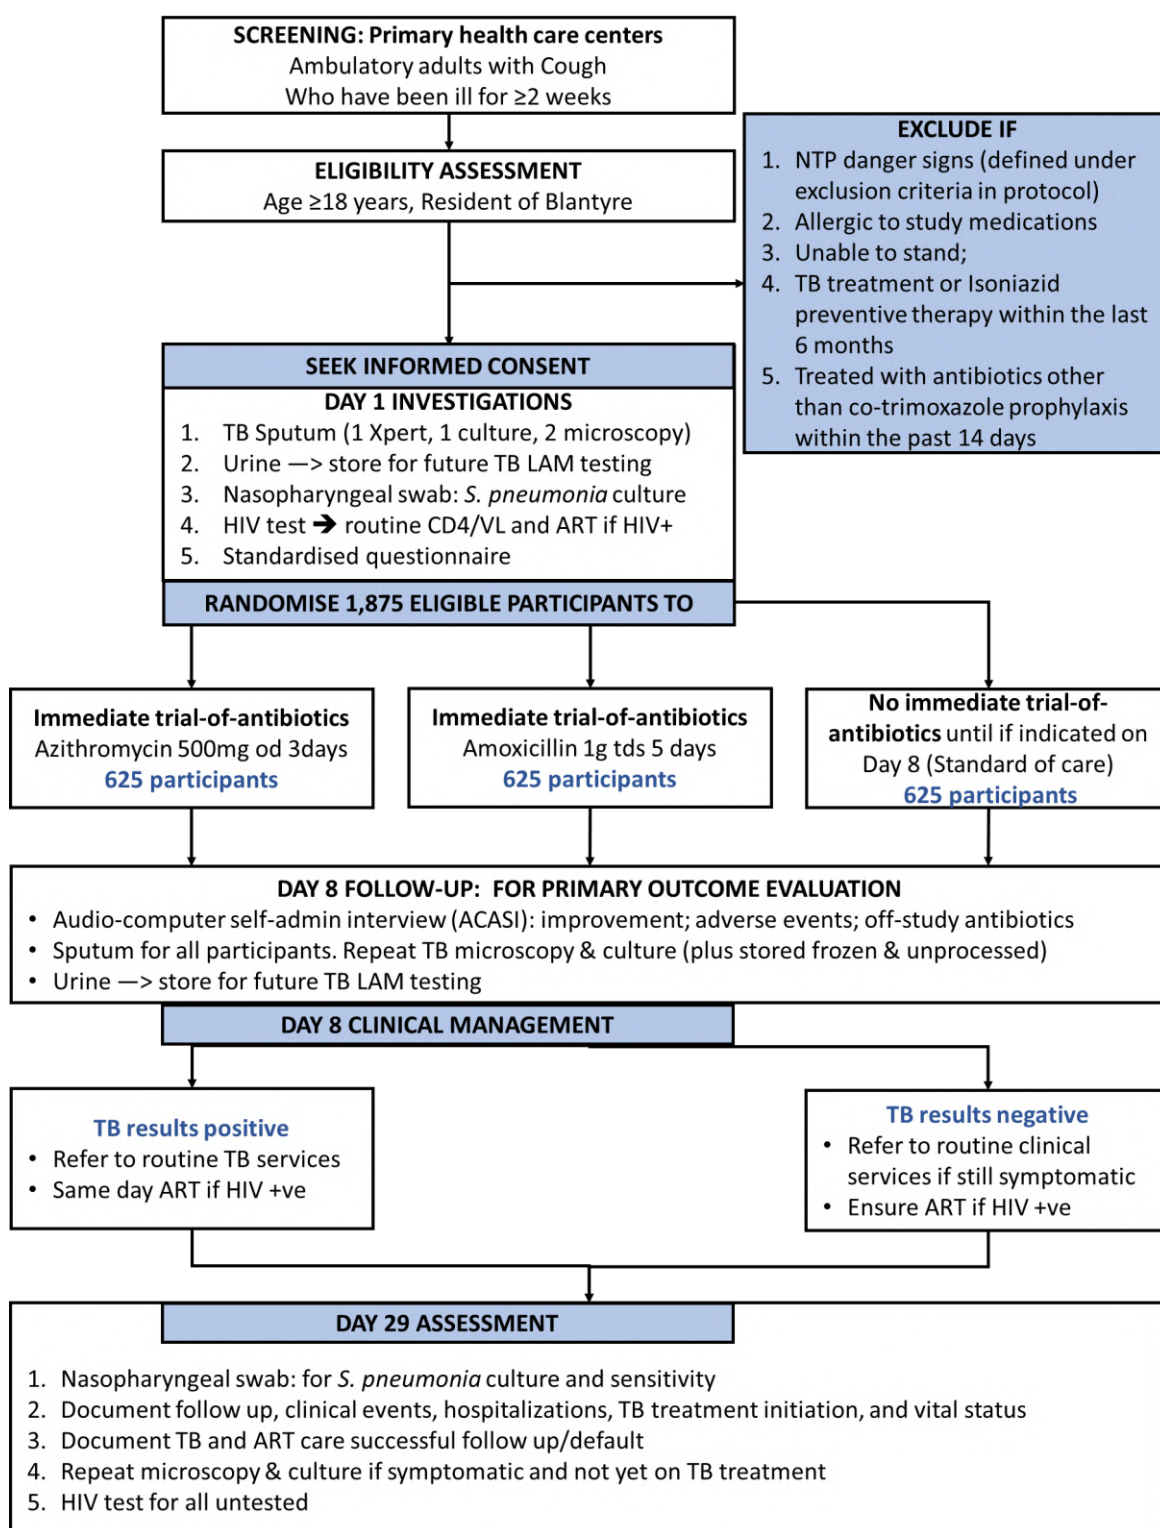 SCREENING: Primary health care centers
Ambulatory adults with Cough
Who have been ill for ≥2 weeks
ELIGIBILITY ASSESSMENT
Age ≥18 years, Resident of Blantyre
EXCLUDE IF
1. NTP danger signs (defined under
exclusion criteria in protocol)
2. Allergic to study medications
3. Unable to stand;
4. TB treatment or Isoniazid
preventive therapy within the last
6 months
5. Treated with antibiotics other
than co-trimoxazole prophylaxis
within the past 14 days
SEEK INFORMED CONSENT
DAY 1 INVESTIGATIONS
1. TB Sputum (1 Xpert, 1 culture, 2 microscopy)
2. Urine —> store for future TB LAM testing
3. Nasopharyngeal swab: S. pneumonia culture
4. HIV test ➔ routine CD4/VL and ART if HIV+
5. Standardised questionnaire
RANDOMISE 1,875 ELIGIBLE PARTICIPANTS TO
Immediate trial-of-antibiotics
Azithromycin 500mg od 3days
625 participants
Immediate trial-of-antibiotics
Amoxicillin 1g tds 5 days
625 participants
No immediate trial-of-
antibiotics until if indicated on
Day 8 (Standard of care)
625 participants
DAY 8 FOLLOW-UP: FOR PRIMARY OUTCOME EVALUATION
• Audio-computer self-admin interview (ACASI): improvement; adverse events; off-study antibiotics
• Sputum for all participants. Repeat TB microscopy & culture (plus stored frozen & unprocessed)
• Urine —> store for future TB LAM testing
DAY 8 CLINICAL MANAGEMENT
TB results positive
• Refer to routine TB services
• Same day ART if HIV +ve
TB results negative
• Refer to routine clinical
services if still symptomatic
• Ensure ART if HIV +ve
DAY 29 ASSESSMENT
1. Nasopharyngeal swab: for S. pneumonia culture and sensitivity
2. Document follow up, clinical events, hospitalizations, TB treatment initiation, and vital status
3. Document TB and ART care successful follow up/default
4. Repeat microscopy & culture if symptomatic and not yet on TB treatment
5. HIV test for all untested